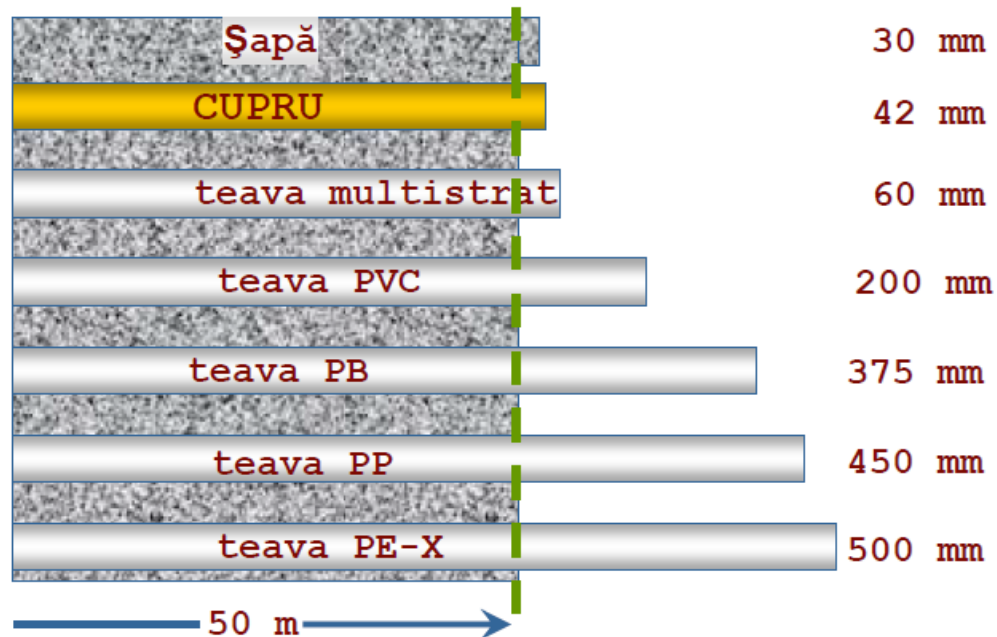 Şapă 30 mm
CUPRU 42 mm
teava multistrat 60 mm
teava PVC 200 mm
teava PB 375 mm
teava PP 450 mm
teava PE-X 500 mm
50 m